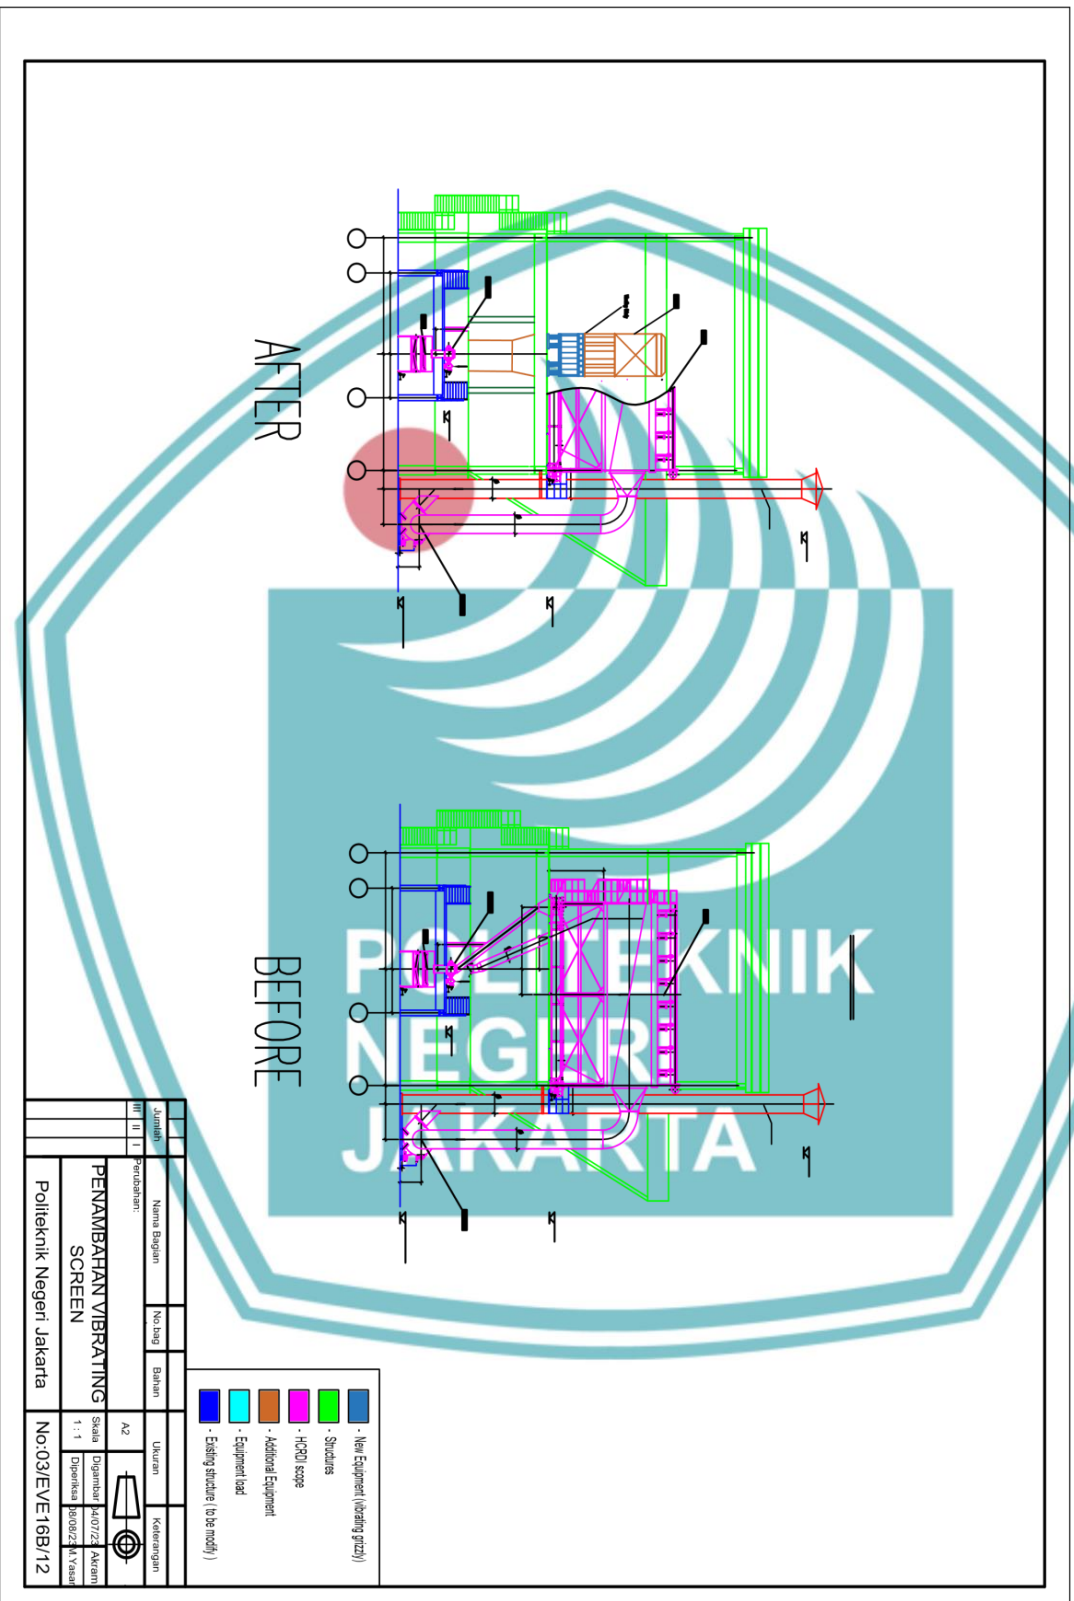 AFTER
BEFORE
POLITEKNIK
NEGERI
JAKARTA
- New Equipment (vibrating grizzly)
- Structures
- HCRDI scope
- Additional Equipment
- Equipment load
- Existing structure ( to be modify )
Jumlah
Nama Bagian
No.bag
Bahan
Ukuran
Keterangan
III II I Perubahan:
A2
PENAMBAHAN VIBRATING
SCREEN
Skala
1 : 1
Digambar 04/07/23 Akram
Diperiksa 08/08/23 M.Yasar
Politeknik Negeri Jakarta
No:03/EVE16B/12